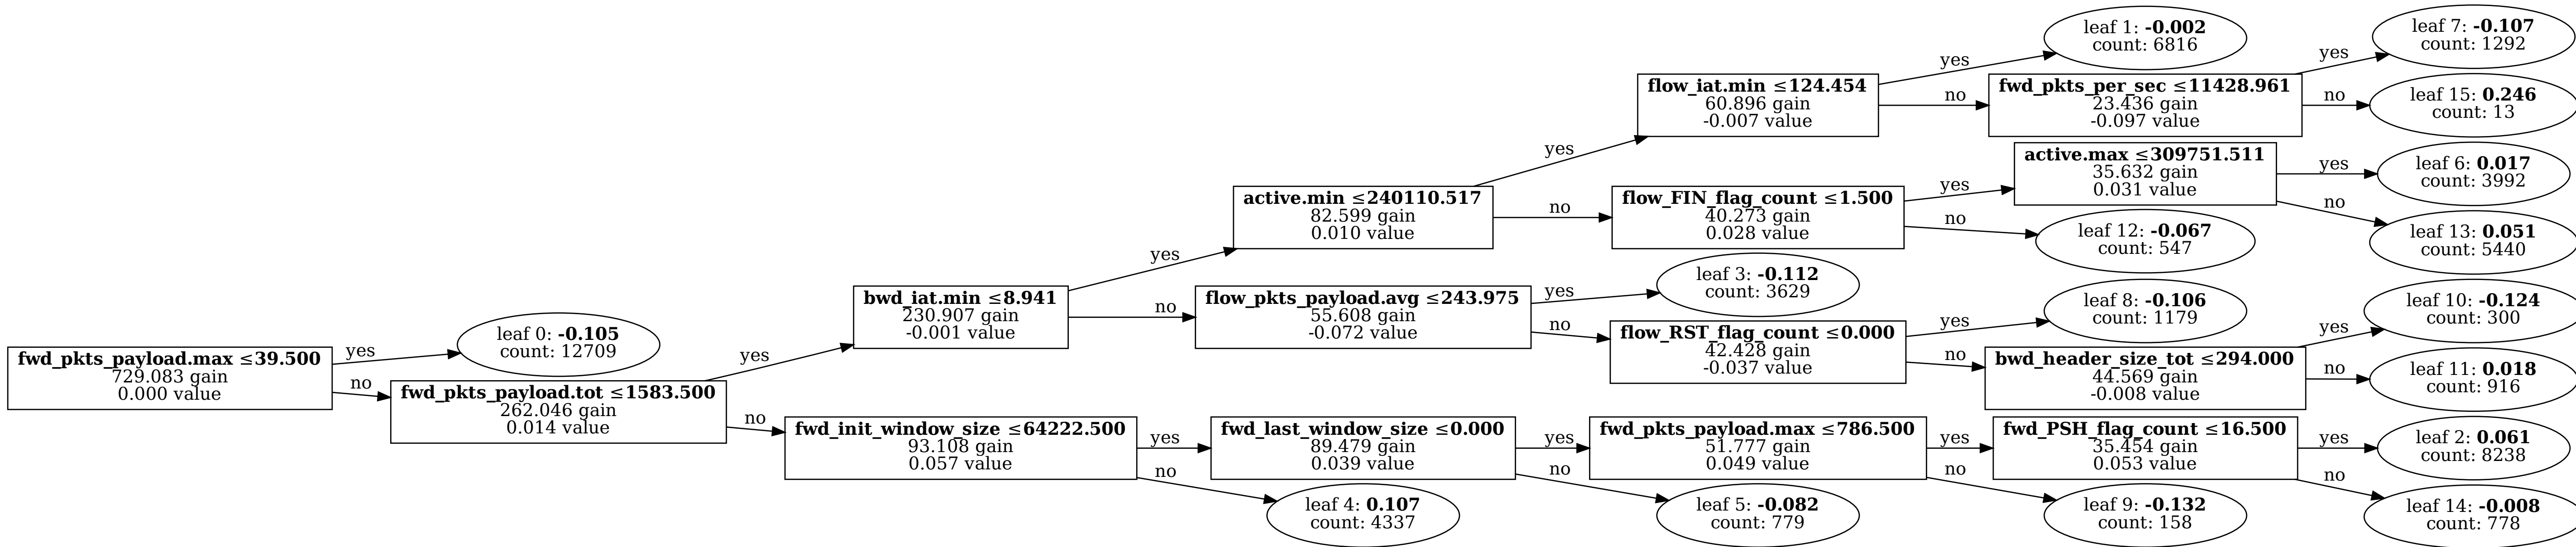 fwd_pkts_payload.max ≤39.500
729.083 gain
0.000 value
yes
no
leaf 0: -0.105
count: 12709
fwd_pkts_payload.tot ≤1583.500
262.046 gain
0.014 value
yes
no
bwd_iat.min ≤8.941
230.907 gain
-0.001 value
yes
no
active.min ≤240110.517
82.599 gain
0.010 value
yes
no
flow_iat.min ≤124.454
60.896 gain
-0.007 value
yes
no
leaf 1: -0.002
count: 6816
fwd_pkts_per_sec ≤11428.961
23.436 gain
-0.097 value
yes
no
leaf 7: -0.107
count: 1292
leaf 15: 0.246
count: 13
flow_FIN_flag_count ≤1.500
40.273 gain
0.028 value
yes
no
active.max ≤309751.511
35.632 gain
0.031 value
yes
no
leaf 6: 0.017
count: 3992
leaf 13: 0.051
count: 5440
leaf 12: -0.067
count: 547
flow_pkts_payload.avg ≤243.975
55.608 gain
-0.072 value
yes
no
leaf 3: -0.112
count: 3629
flow_RST_flag_count ≤0.000
42.428 gain
-0.037 value
yes
no
leaf 8: -0.106
count: 1179
bwd_header_size_tot ≤294.000
44.569 gain
-0.008 value
yes
no
leaf 10: -0.124
count: 300
leaf 11: 0.018
count: 916
fwd_init_window_size ≤64222.500
93.108 gain
0.057 value
yes
no
fwd_last_window_size ≤0.000
89.479 gain
0.039 value
yes
no
leaf 4: 0.107
count: 4337
fwd_pkts_payload.max ≤786.500
51.777 gain
0.049 value
yes
no
leaf 5: -0.082
count: 779
fwd_PSH_flag_count ≤16.500
35.454 gain
0.053 value
yes
no
leaf 9: -0.132
count: 158
leaf 2: 0.061
count: 8238
leaf 14: -0.008
count: 778